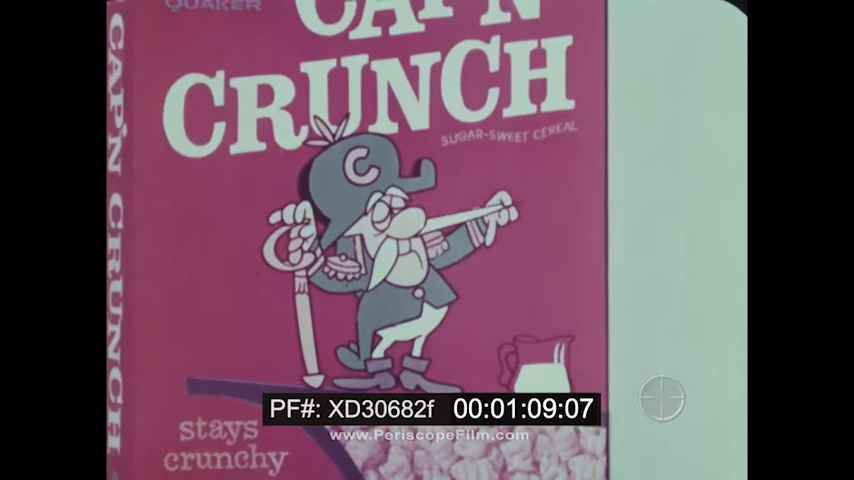 QUAKER
CAP'N
CRUNCH
SUGAR-SWEET CEREAL
CAP'N CRUNCH
C
stays
crunchy
PF#: XD30682f 00:01:09:07
www.PeriscopeFilm.com